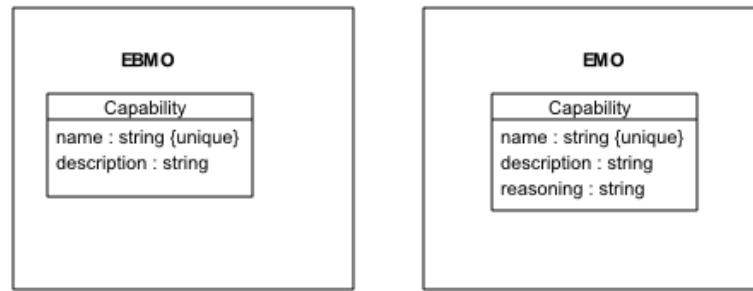 EBMO
Capability
name : string {unique}
description : string
EMO
Capability
name : string {unique}
description : string
reasoning : string